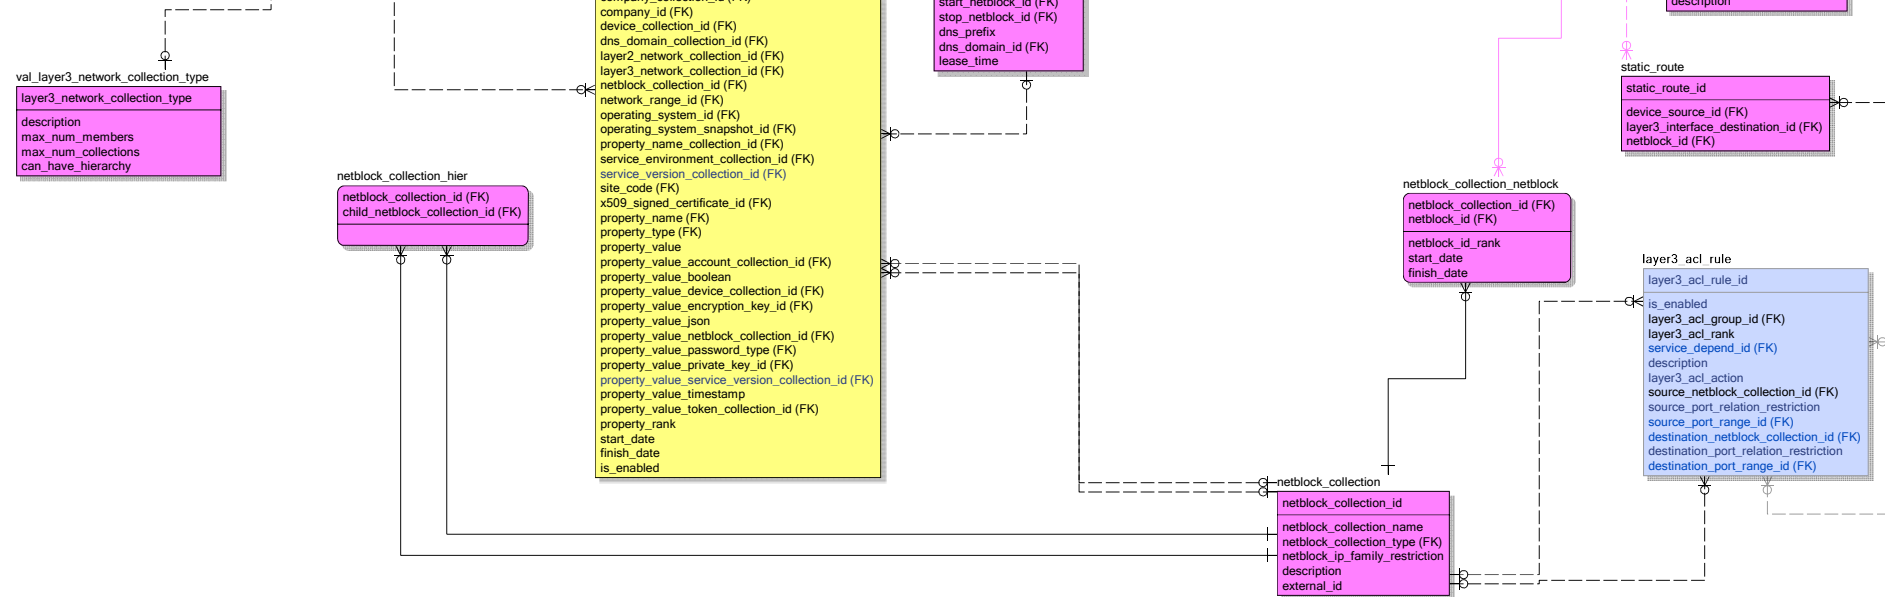 val_layer3_network_collection_type
layer3_network_collection_type
description
max_num_members
max_num_collections
can_have_hierarchy
netblock_collection_hier
netblock_collection_id (FK)
child_netblock_collection_id (FK)
company_collection_id (FK)
company_id (FK)
device_collection_id (FK)
dns_domain_collection_id (FK)
layer2_network_collection_id (FK)
layer3_network_collection_id (FK)
netblock_collection_id (FK)
network_range_id (FK)
operating_system_id (FK)
operating_system_snapshot_id (FK)
property_name_collection_id (FK)
service_environment_collection_id (FK)
service_version_collection_id (FK)
site_code (FK)
x509_signed_certificate_id (FK)
property_name (FK)
property_type (FK)
property_value
property_value_account_collection_id (FK)
property_value_boolean
property_value_device_collection_id (FK)
property_value_encryption_key_id (FK)
property_value_json
property_value_netblock_collection_id (FK)
property_value_password_type (FK)
property_value_private_key_id (FK)
property_value_service_version_collection_id (FK)
property_value_timestamp
property_value_token_collection_id (FK)
property_rank
start_date
finish_date
is_enabled
start_netblock_id (FK)
stop_netblock_id (FK)
dns_prefix
dns_domain_id (FK)
lease_time
description
static_route
static_route_id
device_source_id (FK)
layer3_interface_destination_id (FK)
netblock_id (FK)
netblock_collection_netblock
netblock_collection_id (FK)
netblock_id (FK)
netblock_id_rank
start_date
finish_date
layer3_acl_rule
layer3_acl_rule_id
is_enabled
layer3_acl_group_id (FK)
layer3_acl_rank
service_depend_id (FK)
description
layer3_acl_action
source_netblock_collection_id (FK)
source_port_relation_restriction
source_port_range_id (FK)
destination_netblock_collection_id (FK)
destination_port_relation_restriction
destination_port_range_id (FK)
netblock_collection
netblock_collection_id
netblock_collection_name
netblock_collection_type (FK)
netblock_ip_family_restriction
description
external_id